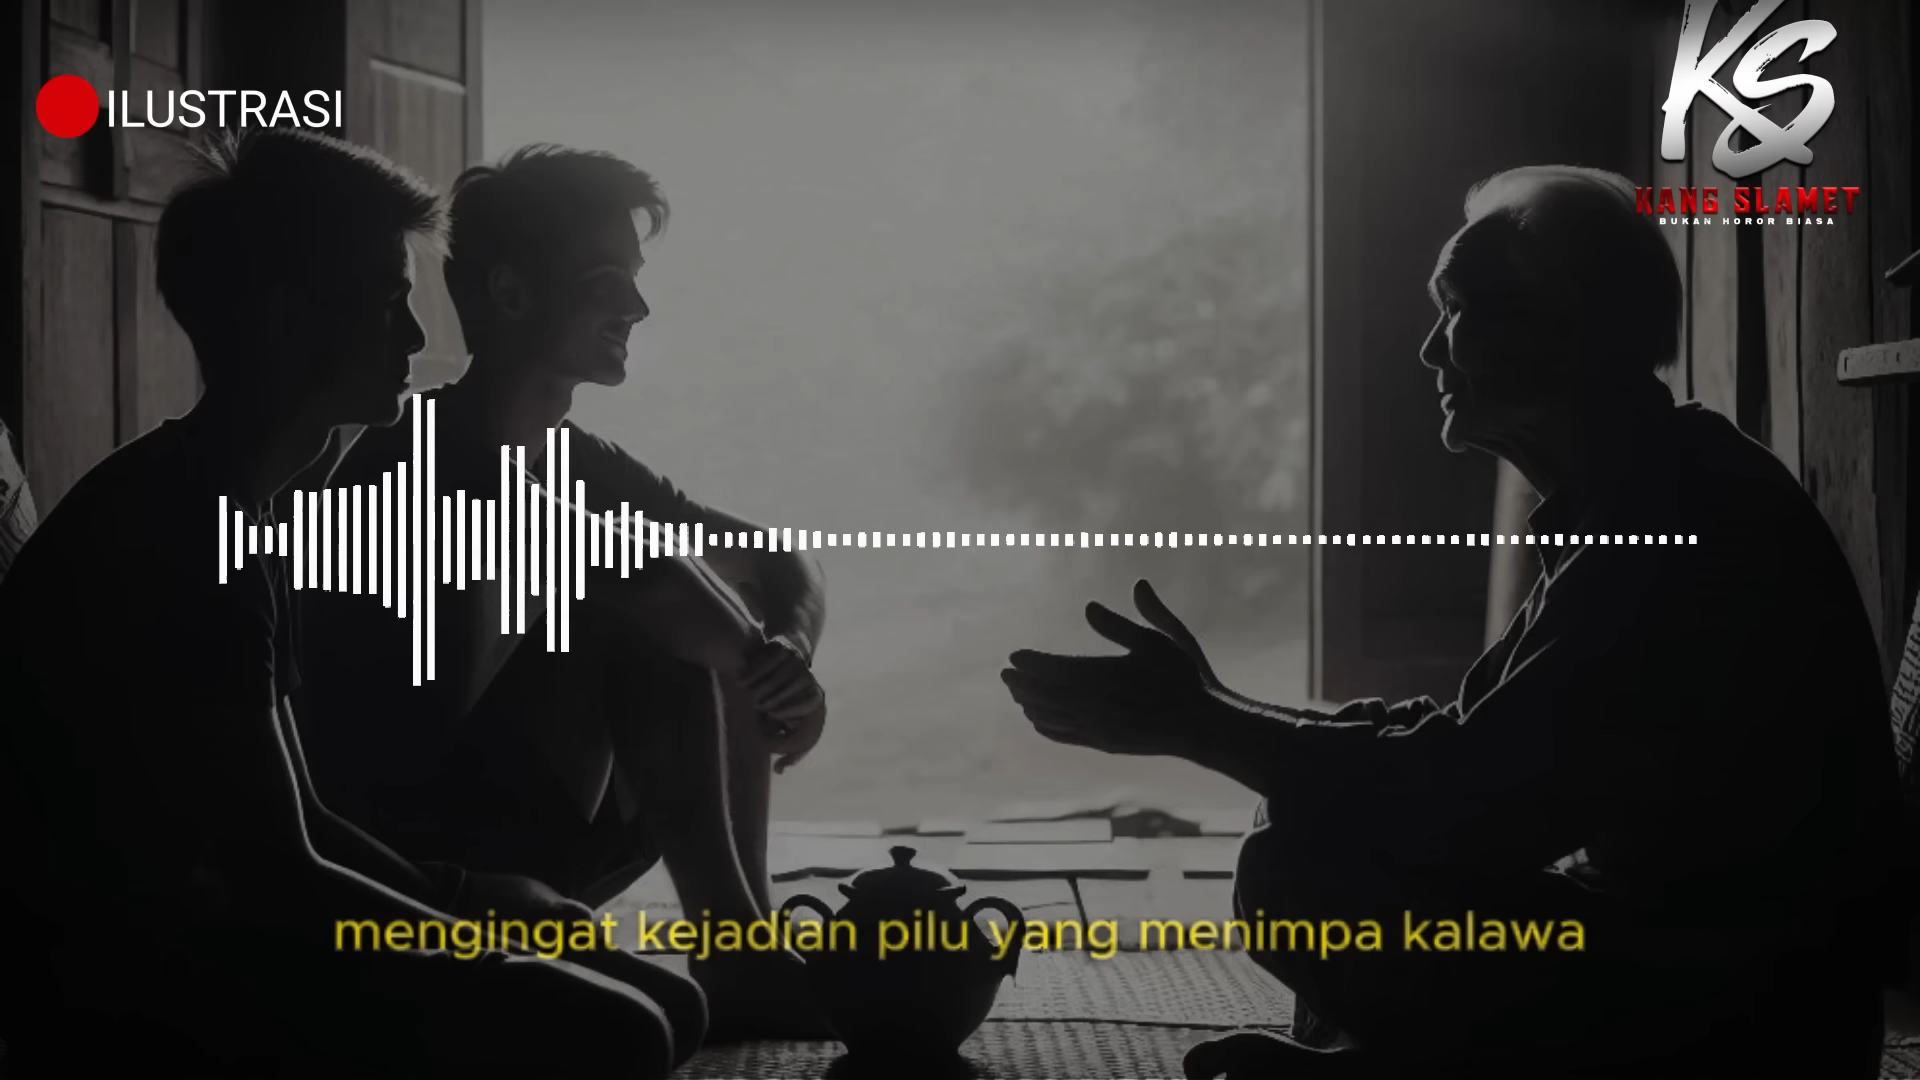 ILUSTRASI
KS
KANG SLAMET
BUKAN HOROR BIASA
mengingat kejadian pilu yang menimpa kalawa